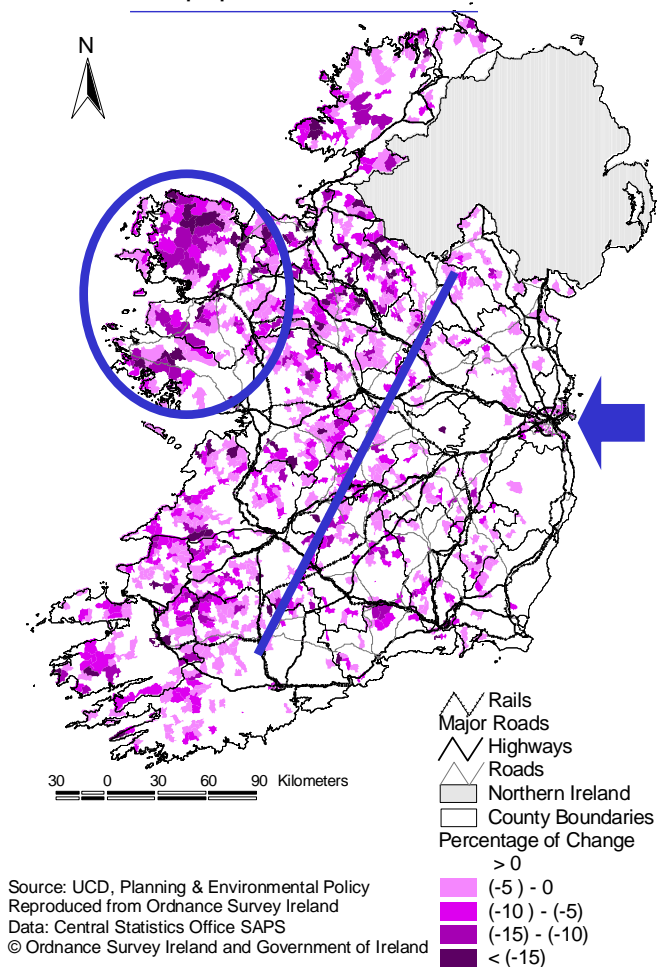 N
30 0 30 60 90 Kilometers
Rails
Major Roads
Highways
Roads
Northern Ireland
County Boundaries
Percentage of Change
> 0
(-5 ) - 0
(-10 ) - (-5)
(-15) - (-10)
< (-15)
Source: UCD, Planning & Environmental Policy
Reproduced from Ordnance Survey Ireland
Data: Central Statistics Office SAPS
© Ordnance Survey Ireland and Government of Ireland